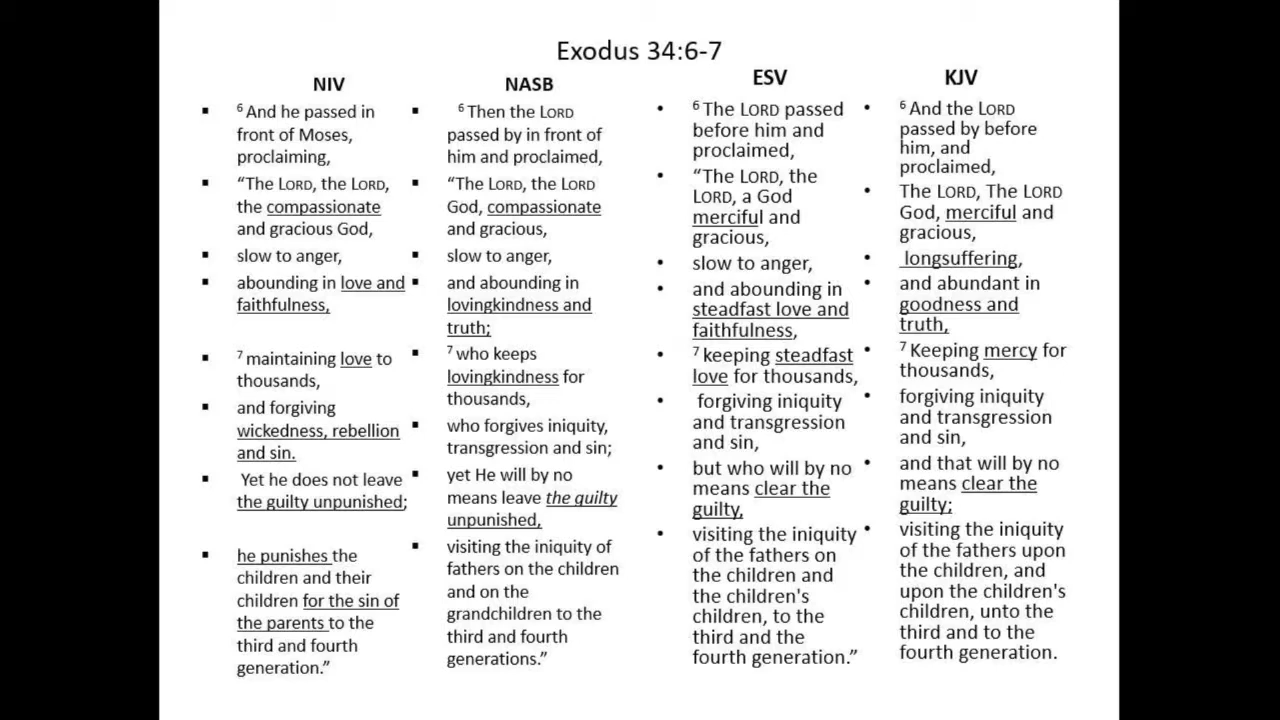 Exodus 34:6-7
NIV
▪ ⁶ And he passed in
front of Moses,
proclaiming,
▪ “The LORD, the LORD,
the compassionate
and gracious God,
▪ slow to anger,
▪ abounding in love and
faithfulness,
▪ ⁷ maintaining love to
thousands,
▪ and forgiving
wickedness, rebellion
and sin.
▪ Yet he does not leave
the guilty unpunished;
▪ he punishes the
children and their
children for the sin of
the parents to the
third and fourth
generation.”
NASB
▪ ⁶ Then the LORD
passed by in front of
him and proclaimed,
▪ “The LORD, the LORD
God, compassionate
and gracious,
▪ slow to anger,
▪ and abounding in
lovingkindness and
truth;
▪ ⁷ who keeps
lovingkindness for
thousands,
▪ who forgives iniquity,
transgression and sin;
▪ yet He will by no
means leave the guilty
unpunished,
▪ visiting the iniquity of
fathers on the children
and on the
grandchildren to the
third and fourth
generations.”
ESV
• ⁶ The LORD passed
before him and
proclaimed,
• “The LORD, the
LORD, a God
merciful and
gracious,
• slow to anger,
• and abounding in
steadfast love and
faithfulness,
• ⁷ keeping steadfast
love for thousands,
• forgiving iniquity
and transgression
and sin,
• but who will by no
means clear the
guilty,
• visiting the iniquity
of the fathers on
the children and
the children's
children, to the
third and the
fourth generation.”
KJV
• ⁶ And the LORD
passed by before
him, and
proclaimed,
• The LORD, The LORD
God, merciful and
gracious,
• longsuffering,
• and abundant in
goodness and
truth,
• ⁷ Keeping mercy for
thousands,
• forgiving iniquity
and transgression
and sin,
• and that will by no
means clear the
guilty;
• visiting the iniquity
of the fathers upon
the children, and
upon the children's
children, unto the
third and to the
fourth generation.